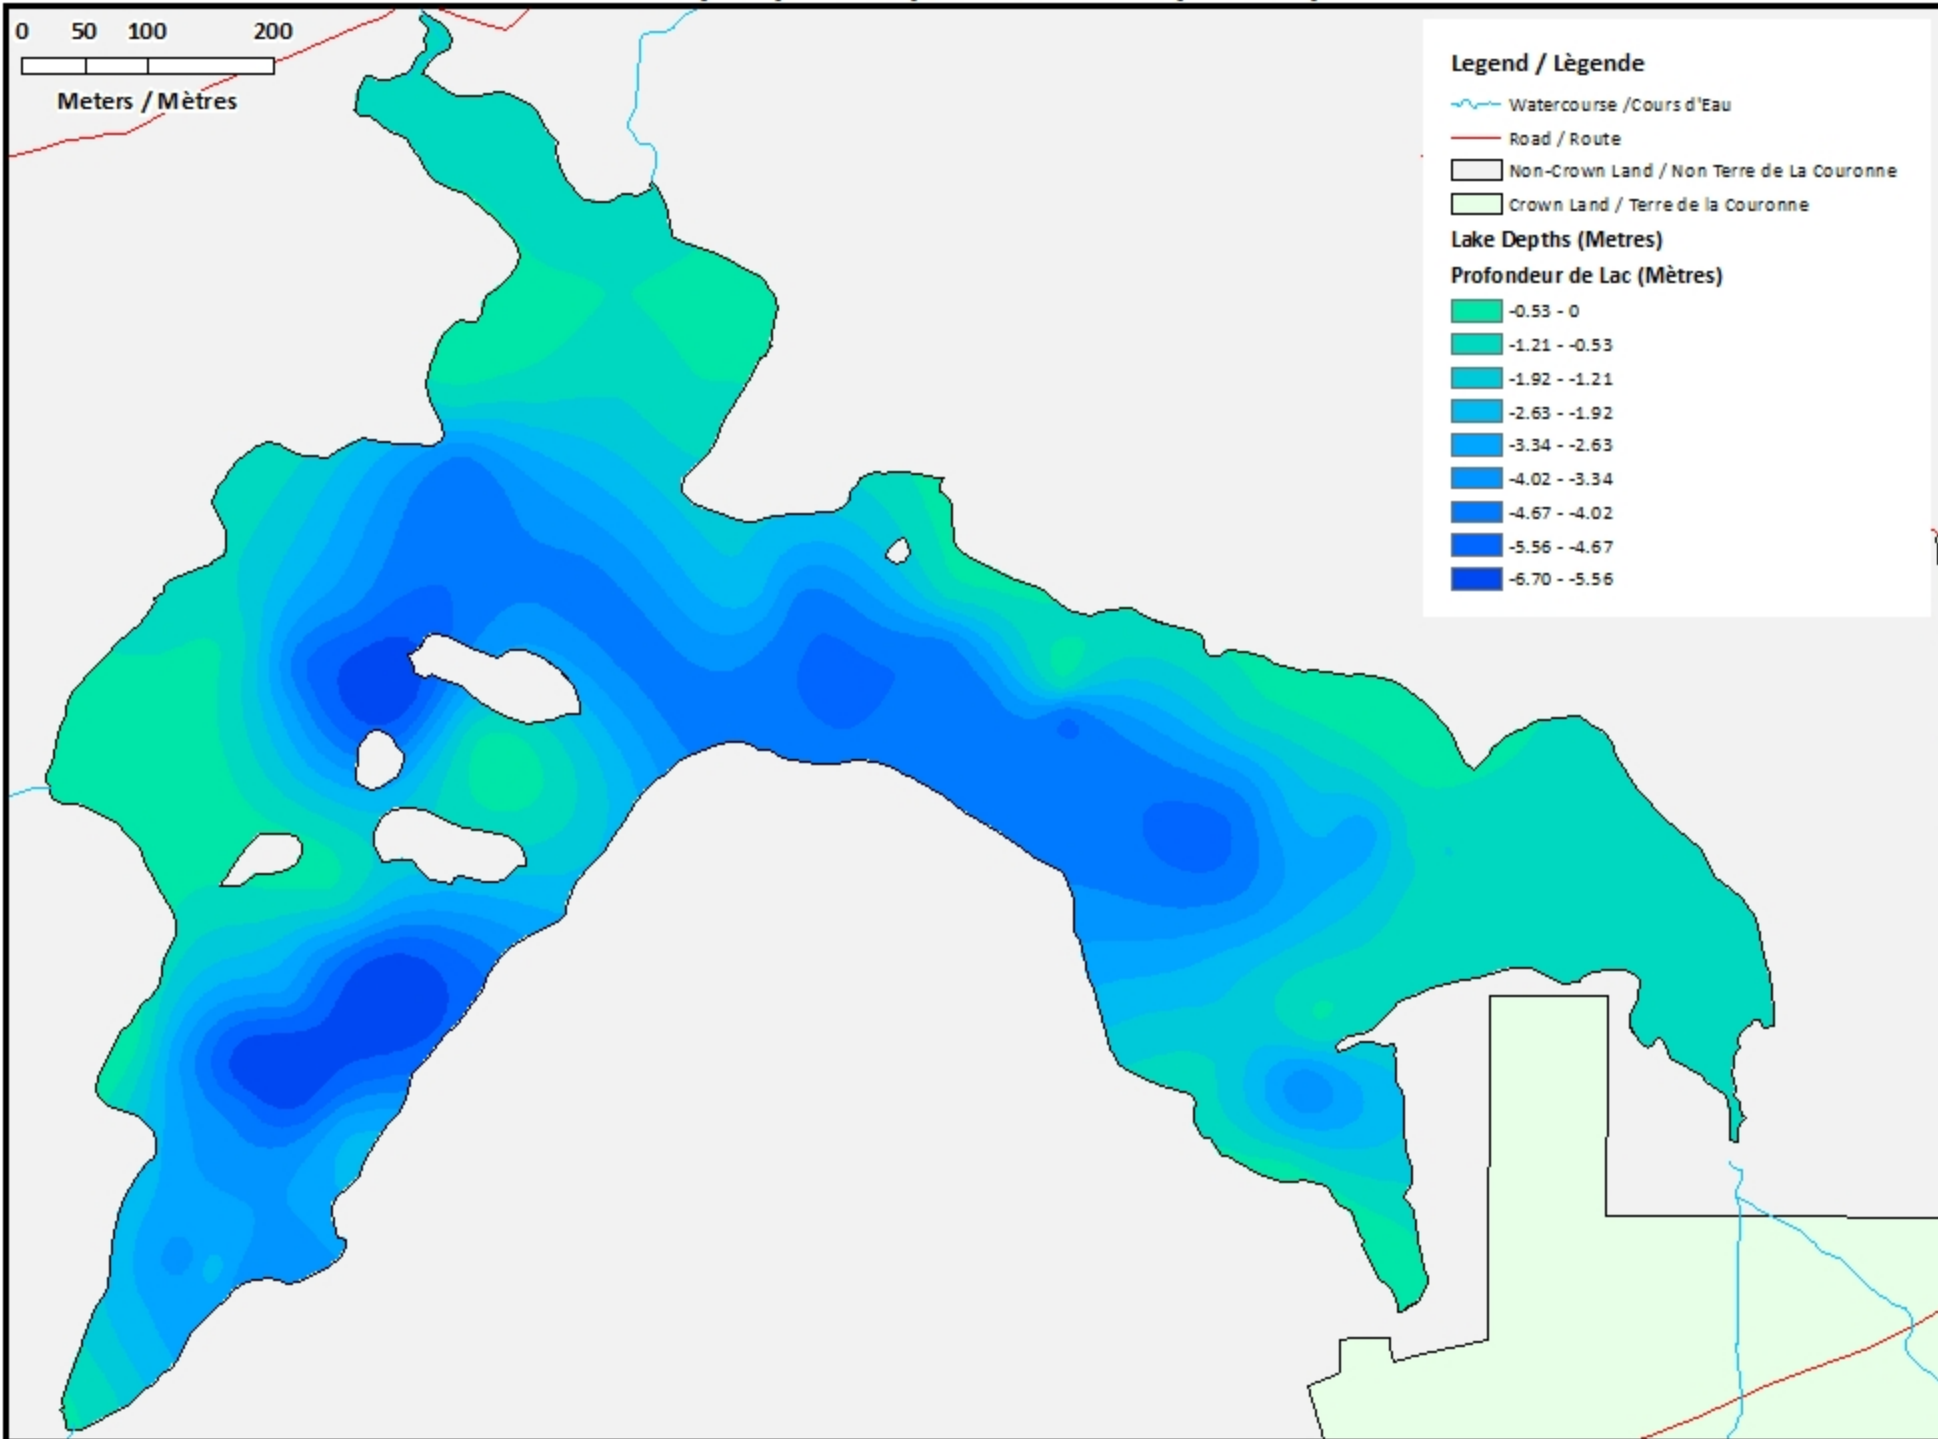 0 50 100 200
Meters / Mètres
Legend / Lègende
Watercourse /Cours d'Eau
Road / Route
Non-Crown Land / Non Terre de La Couronne
Crown Land / Terre de la Couronne
Lake Depths (Metres)
Profondeur de Lac (Mètres)
-0.53 - 0
-1.21 - -0.53
-1.92 - -1.21
-2.63 - -1.92
-3.34 - -2.63
-4.02 - -3.34
-4.67 - -4.02
-5.56 - -4.67
-6.70 - -5.56